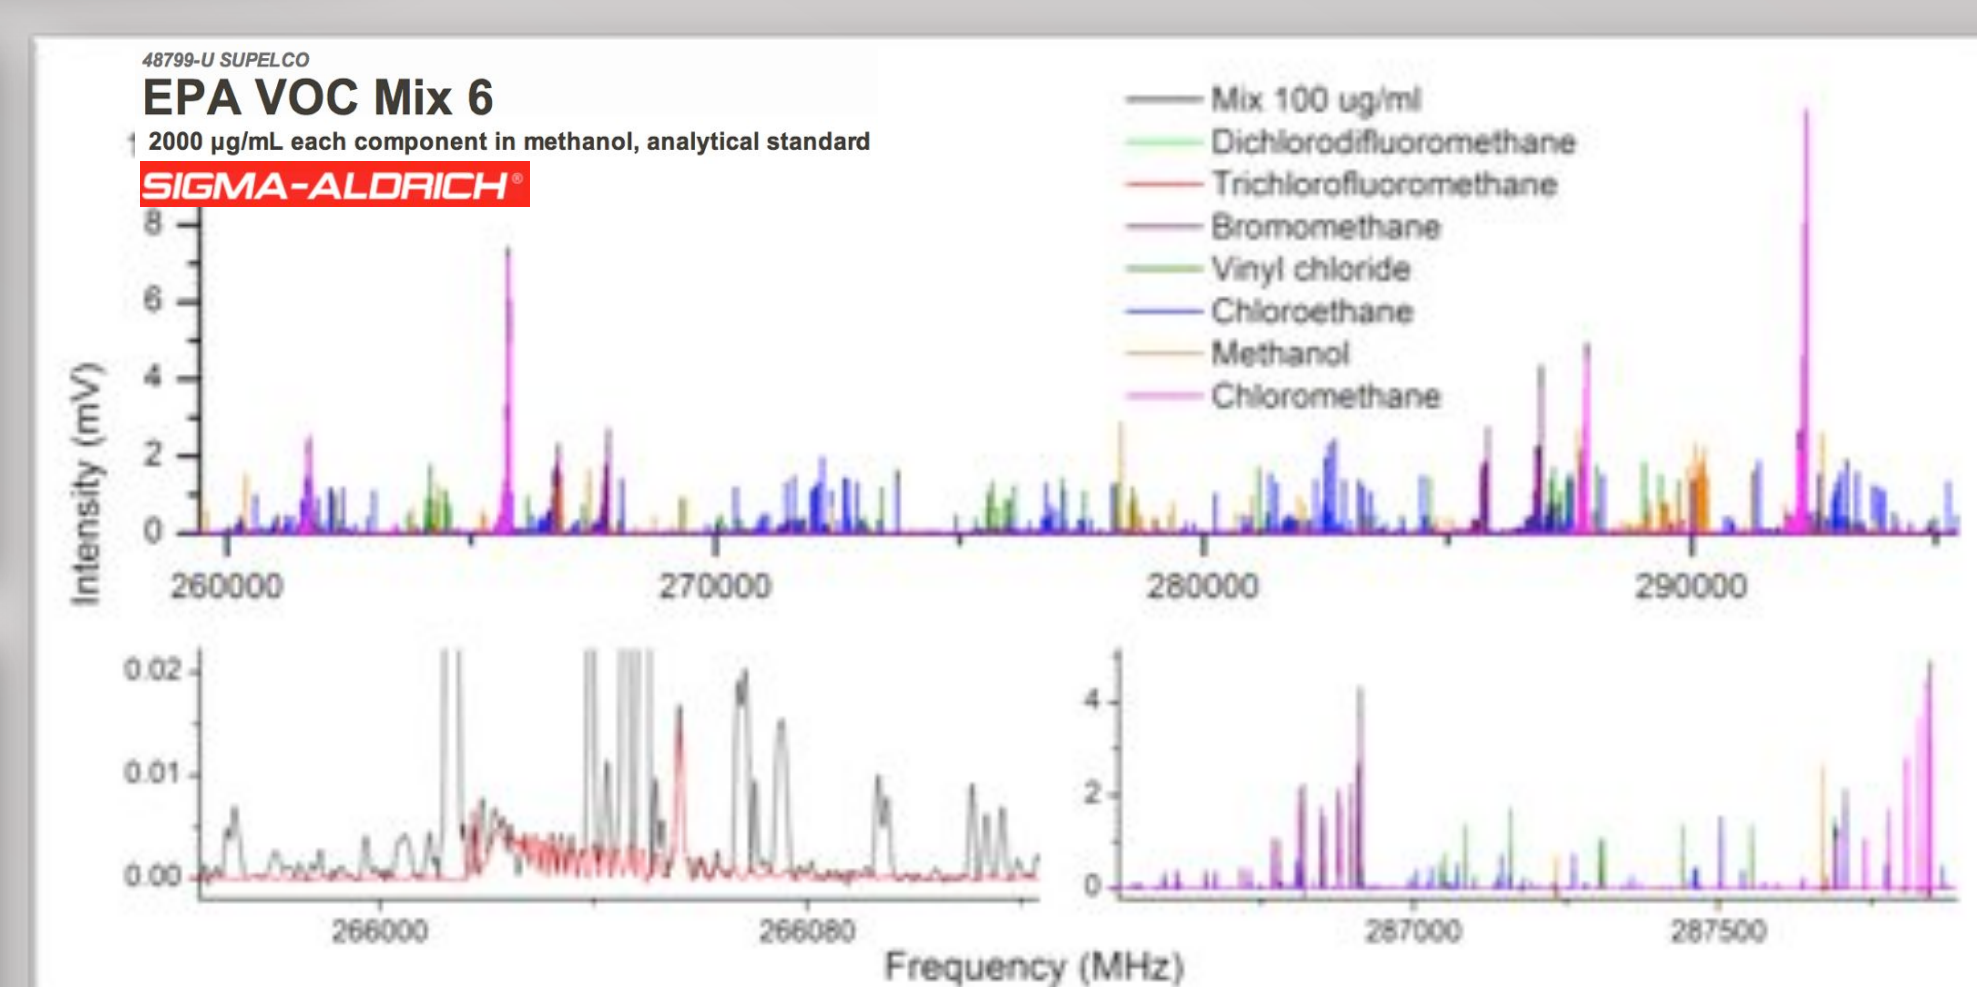 48799-U SUPELCO
EPA VOC Mix 6
2000 µg/mL each component in methanol, analytical standard
SIGMA-ALDRICH®
Mix 100 ug/ml
Dichlorodifluoromethane
Trichlorofluoromethane
Bromomethane
Vinyl chloride
Chloroethane
Methanol
Chloromethane
Intensity (mV)
8
6
4
2
0
260000 270000 280000 290000
0.02
0.01
0.00
266000 266080
4
2
0
287000 287500
Frequency (MHz)